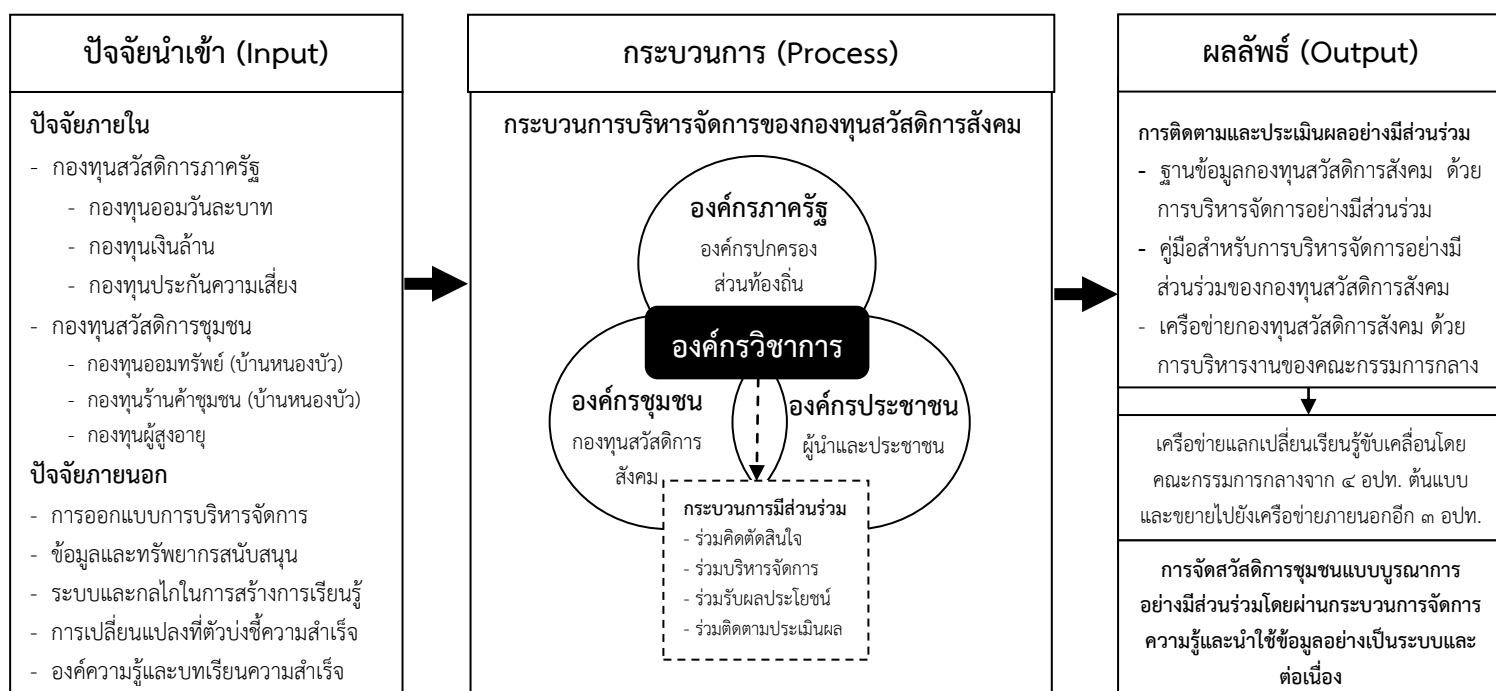 ปัจจัยนำเข้า (Input)
ปัจจัยภายใน
- กองทุนสวัสดิการภาครัฐ
- กองทุนออมวันละบาท
- กองทุนเงินล้าน
- กองทุนประกันความเสี่ยง
- กองทุนสวัสดิการชุมชน
- กองทุนออมทรัพย์ (บ้านหนองบัว)
- กองทุนร้านค้าชุมชน (บ้านหนองบัว)
- กองทุนผู้สูงอายุ
ปัจจัยภายนอก
- การออกแบบการบริหารจัดการ
- ข้อมูลและทรัพยากรสนับสนุน
- ระบบและกลไกในการสร้างการเรียนรู้
- การเปลี่ยนแปลงที่ตัวบ่งชี้ความสำเร็จ
- องค์ความรู้และบทเรียนความสำเร็จ
กระบวนการ (Process)
กระบวนการบริหารจัดการของกองทุนสวัสดิการสังคม
องค์กรภาครัฐ
องค์กรปกครอง
ส่วนท้องถิ่น
องค์กรวิชาการ
องค์กรชุมชน
กองทุนสวัสดิการ
สังคม
องค์กรประชาชน
ผู้นำและประชาชน
กระบวนการมีส่วนร่วม
- ร่วมคิดตัดสินใจ
- ร่วมบริหารจัดการ
- ร่วมรับผลประโยชน์
- ร่วมติดตามประเมินผล
ผลลัพธ์ (Output)
การติดตามและประเมินผลอย่างมีส่วนร่วม
- ฐานข้อมูลกองทุนสวัสดิการสังคม ด้วย
การบริหารจัดการอย่างมีส่วนร่วม
- คู่มือสำหรับการบริหารจัดการอย่างมี
ส่วนร่วมของกองทุนสวัสดิการสังคม
- เครือข่ายกองทุนสวัสดิการสังคม ด้วย
การบริหารงานของคณะกรรมการกลาง
เครือข่ายแลกเปลี่ยนเรียนรู้ขับเคลื่อนโดย
คณะกรรมการกลางจาก ๔ อปท. ต้นแบบ
และขยายไปยังเครือข่ายภายนอกอีก ๓ อปท.
การจัดสวัสดิการชุมชนแบบบูรณาการ
อย่างมีส่วนร่วมโดยผ่านกระบวนการจัดการ
ความรู้และนำใช้ข้อมูลอย่างเป็นระบบและ
ต่อเนื่อง